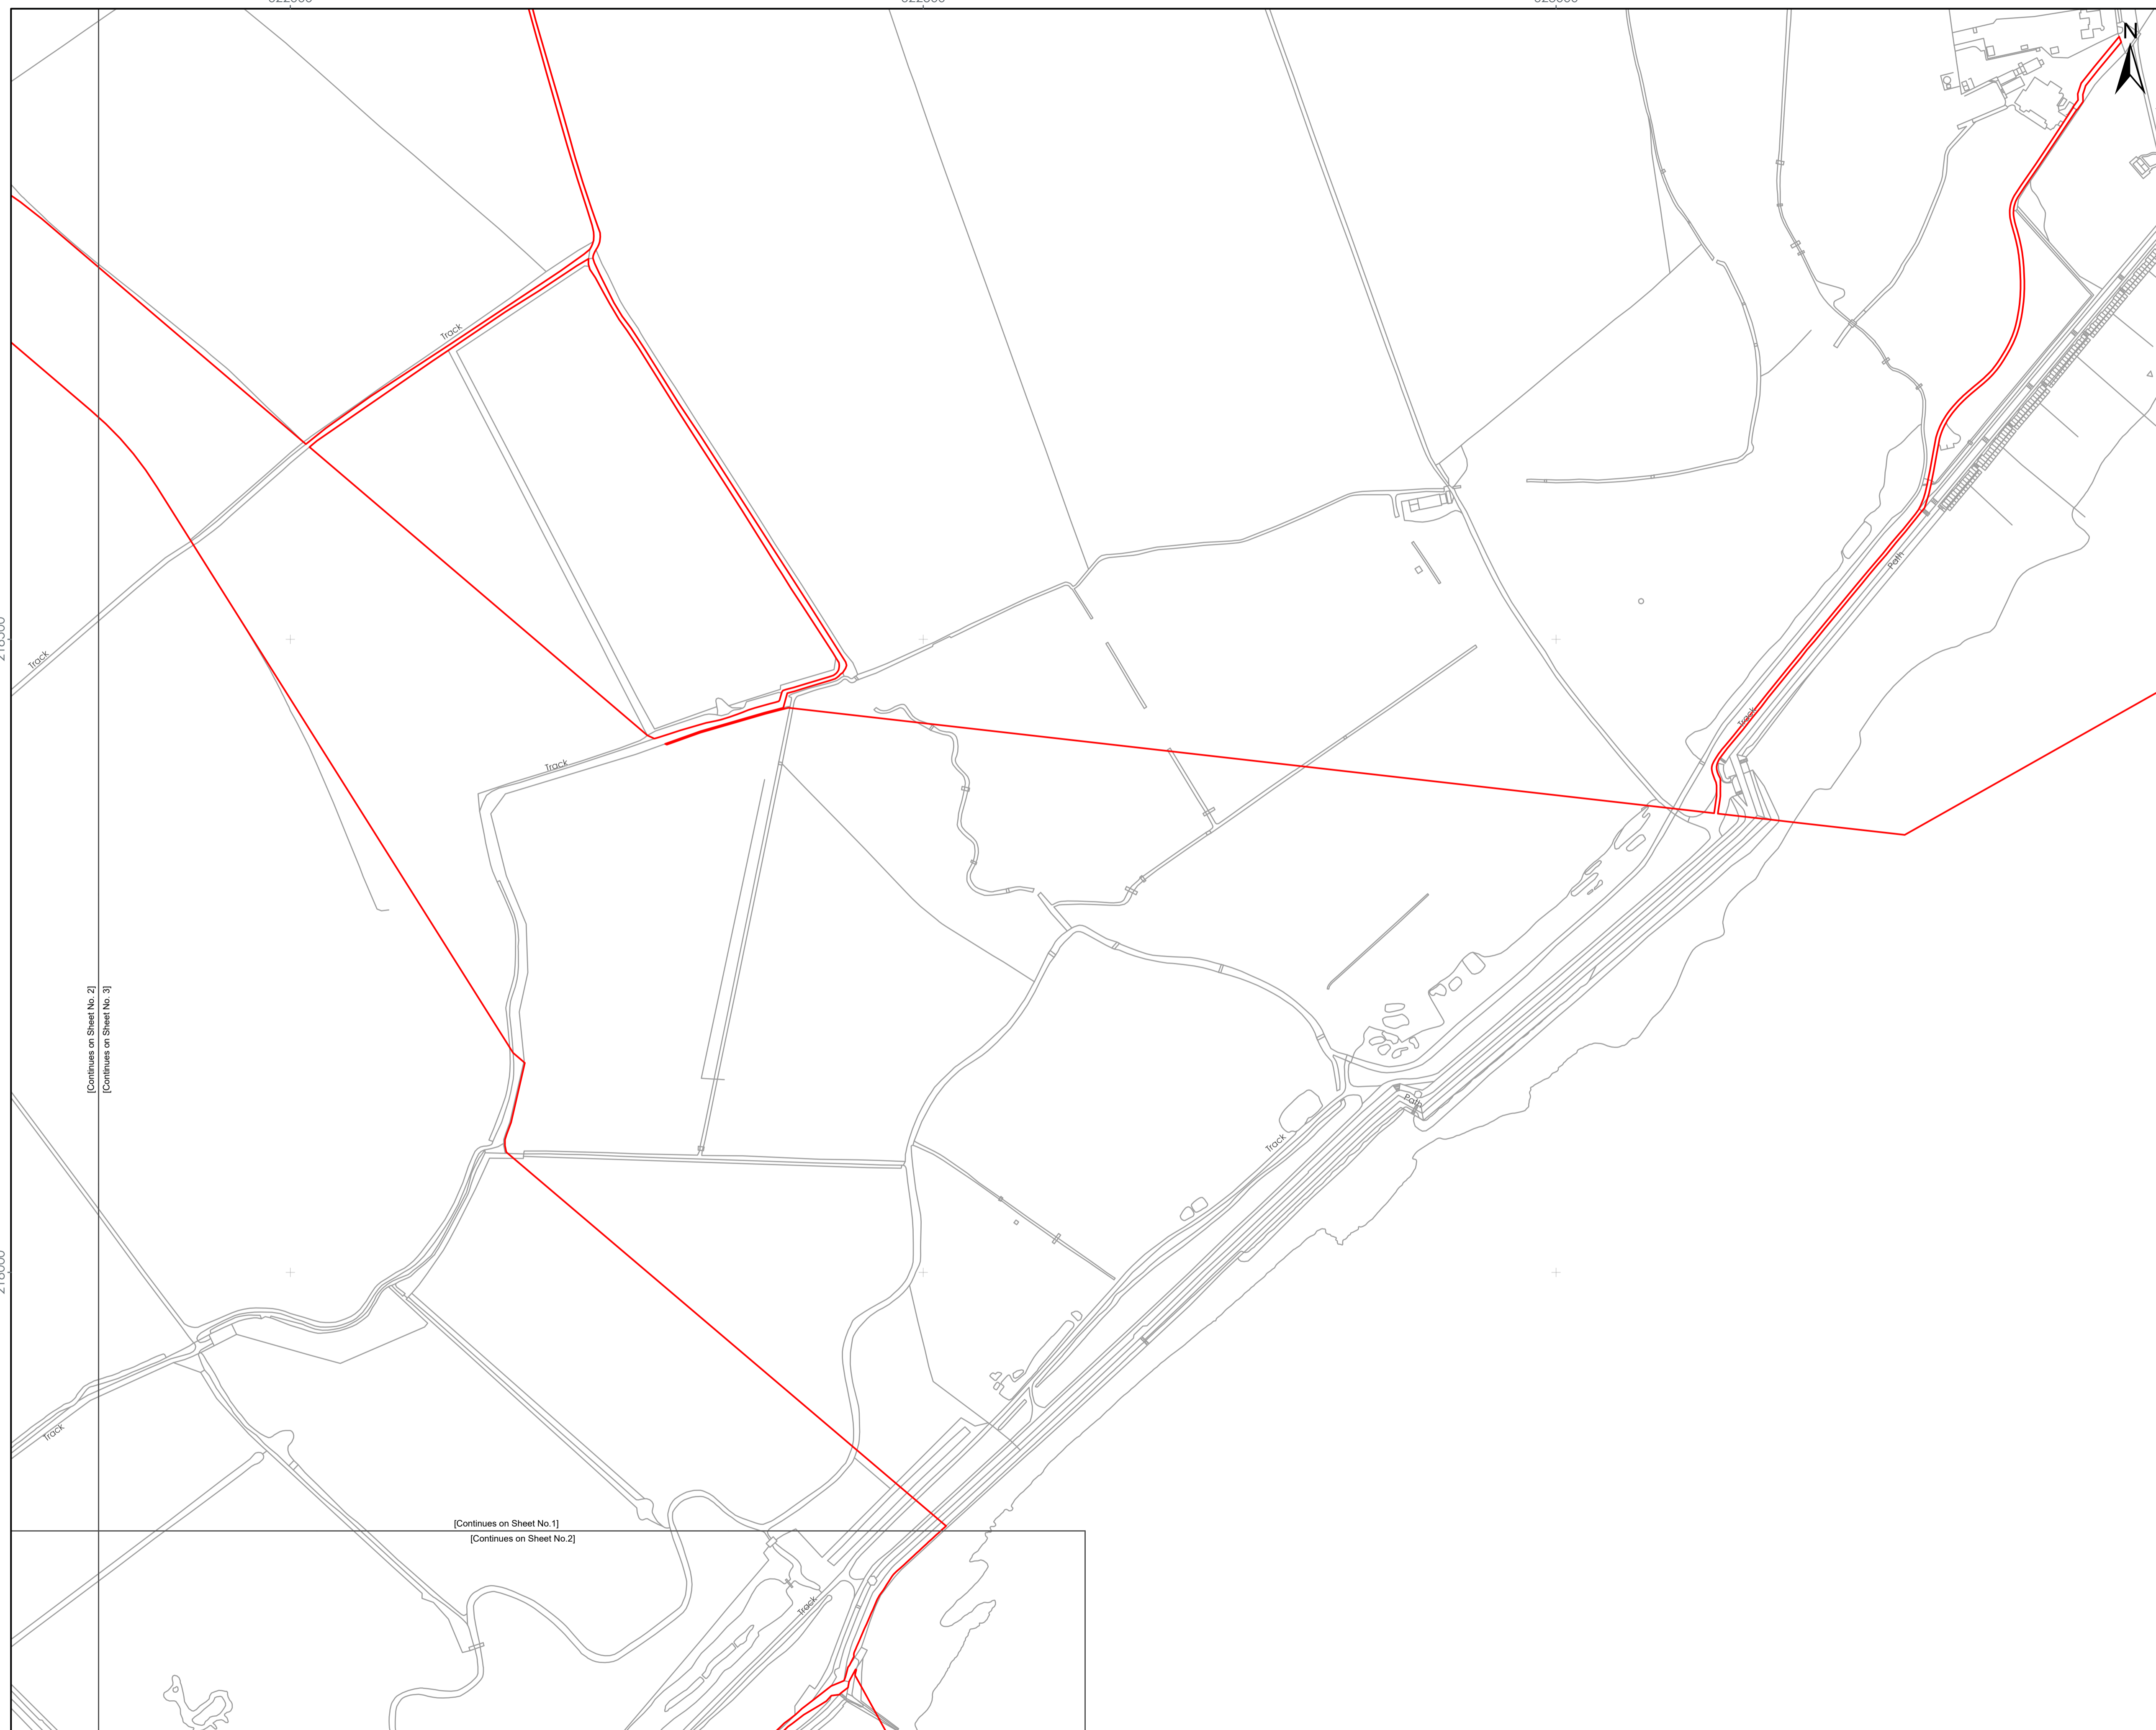 N
Track
Track
Path
Track
Track
[Continues on Sheet No. 2]
[Continues on Sheet No. 3]
Path
Track
Track
[Continues on Sheet No.1]
[Continues on Sheet No.2]
Track